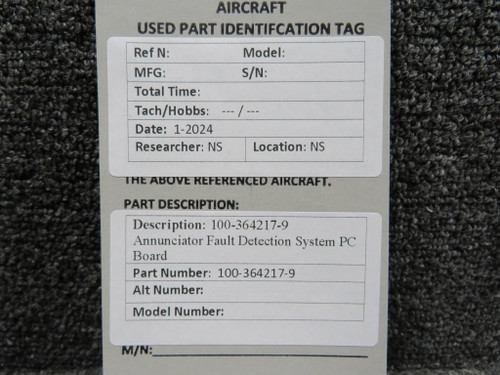 AIRCRAFT
USED PART IDENTIFCATION TAG
Ref N: Model:
MFG: S/N:
Total Time:
Tach/Hobbs: --- / ---
Date: 1-2024
Researcher: NS Location: NS
THE ABOVE REFERENCED AIRCRAFT.
PART DESCRIPTION:
Description: 100-364217-9
Annunciator Fault Detection System PC
Board
Part Number: 100-364217-9
Alt Number:
Model Number:
M/N: